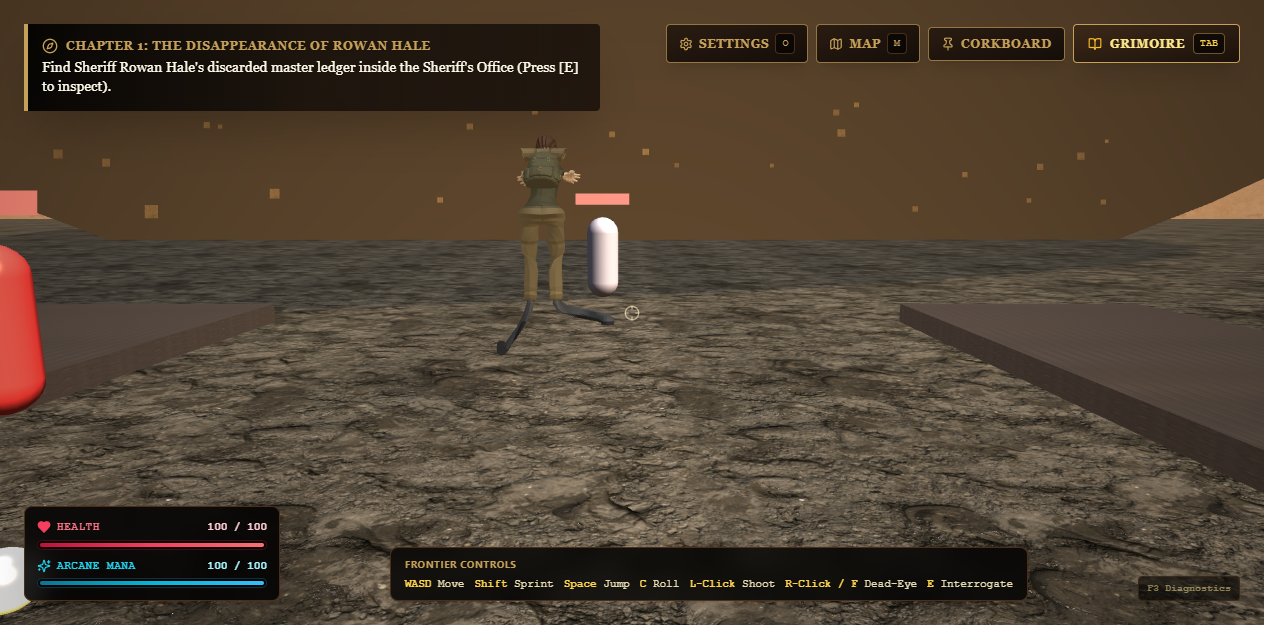 CHAPTER 1: THE DISAPPEARANCE OF ROWAN HALE
Find Sheriff Rowan Hale's discarded master ledger inside the Sheriff's Office (Press [E]
to inspect).
SETTINGS O
MAP M
CORKBOARD
GRIMOIRE TAB
HEALTH 100 / 100
ARCANE MANA 100 / 100
FRONTIER CONTROLS
WASD Move Shift Sprint Space Jump C Roll L-Click Shoot R-Click / F Dead-Eye E Interrogate
F3 Diagnostics